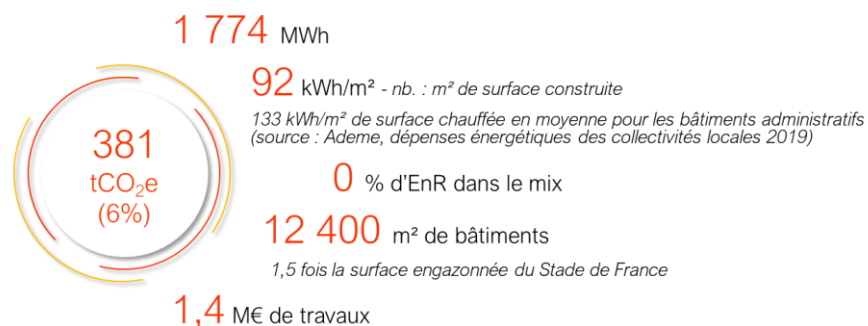 1 774 MWh
92 kWh/m² - nb. : m² de surface construite
133 kWh/m² de surface chauffée en moyenne pour les bâtiments administratifs
(source : Ademe, dépenses énergétiques des collectivités locales 2019)
381
tCO₂e
(6%)
0 % d'EnR dans le mix
12 400 m² de bâtiments
1,5 fois la surface engazonnée du Stade de France
1,4 M€ de travaux